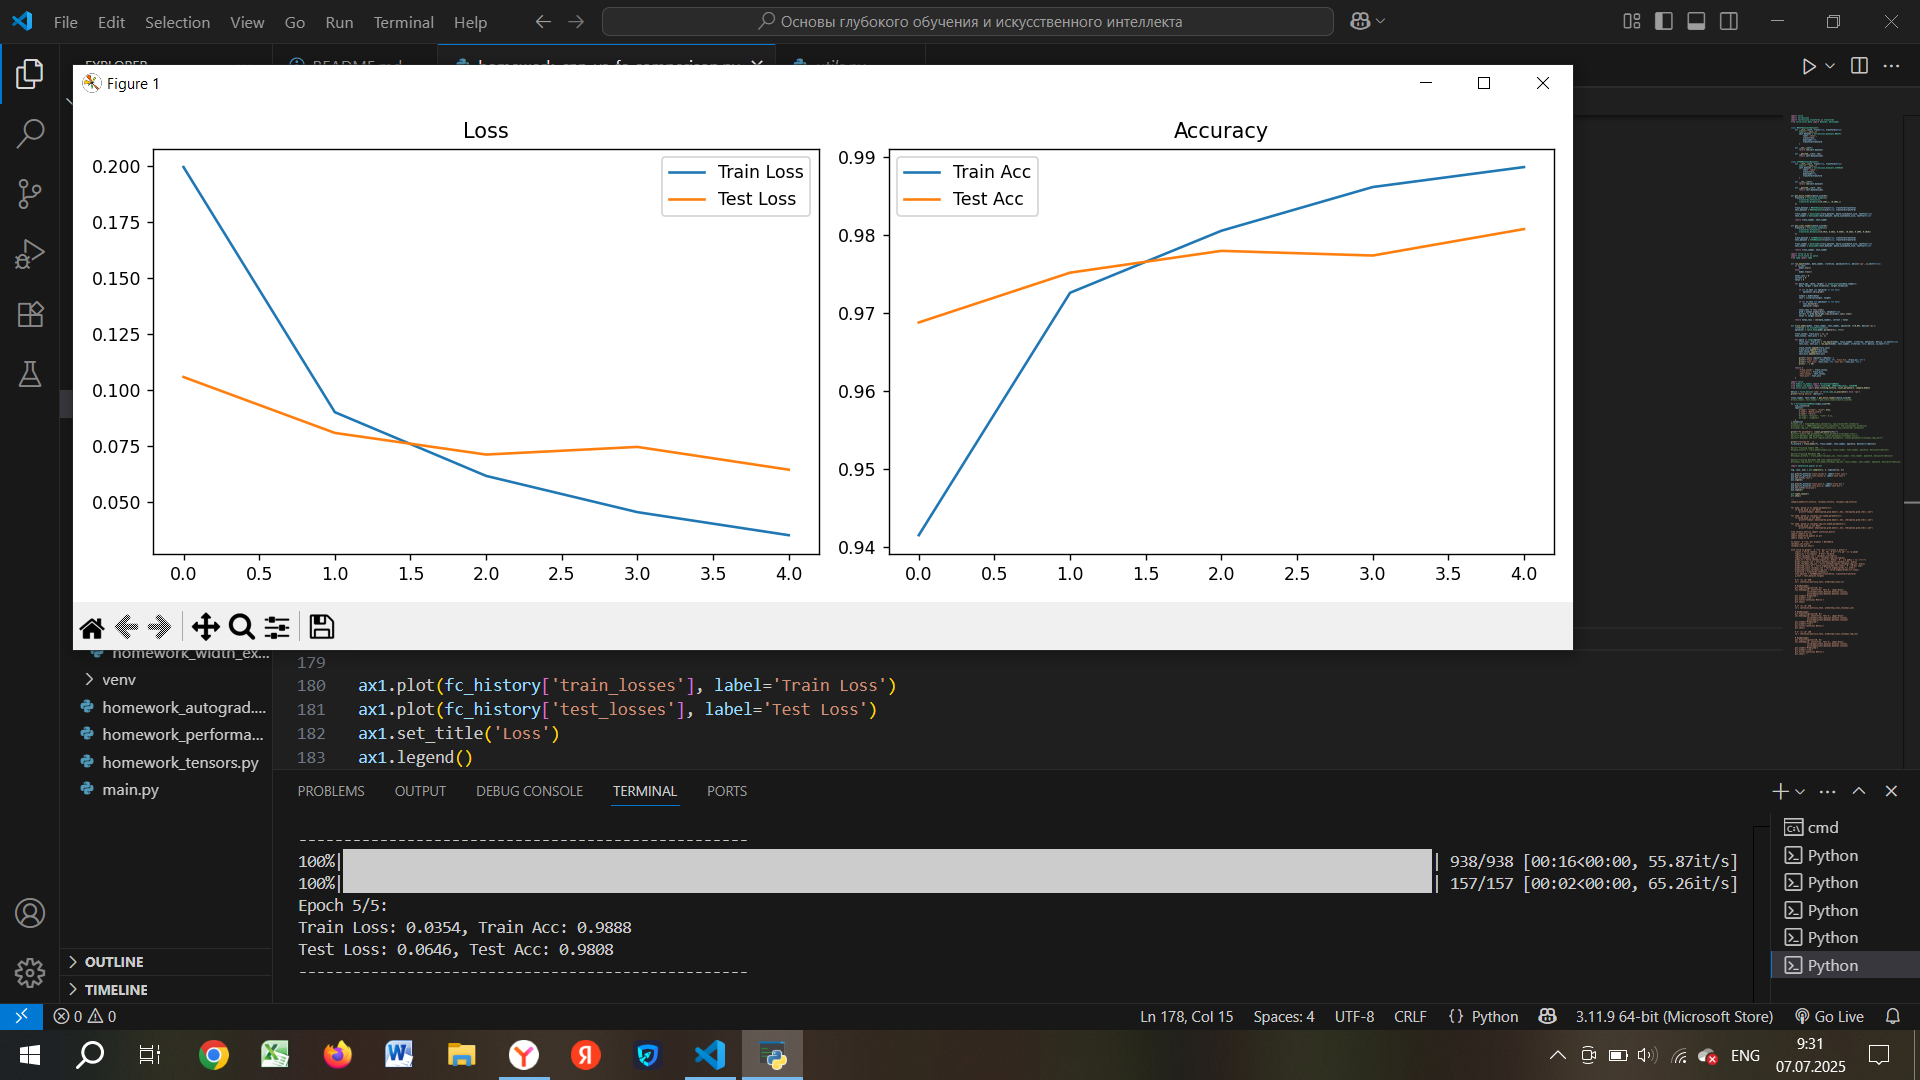 File Edit Selection View Go Run Terminal Help
Основы глубокого обучения и искусственного интеллекта
Figure 1
Loss
0.200
0.175
0.150
0.125
0.100
0.075
0.050
Train Loss
Test Loss
0.0 0.5 1.0 1.5 2.0 2.5 3.0 3.5 4.0
Accuracy
0.99
0.98
0.97
0.96
0.95
0.94
Train Acc
Test Acc
0.0 0.5 1.0 1.5 2.0 2.5 3.0 3.5 4.0
homework_width_ex...
venv
homework_autograd....
homework_performa...
homework_tensors.py
main.py
OUTLINE
TIMELINE
179
180 ax1.plot(fc_history['train_losses'], label='Train Loss')
181 ax1.plot(fc_history['test_losses'], label='Test Loss')
182 ax1.set_title('Loss')
183 ax1.legend()
PROBLEMS OUTPUT DEBUG CONSOLE TERMINAL PORTS
--------------------------------------------------
100%| | 938/938 [00:16<00:00, 55.87it/s]
100%| | 157/157 [00:02<00:00, 65.26it/s]
Epoch 5/5:
Train Loss: 0.0354, Train Acc: 0.9888
Test Loss: 0.0646, Test Acc: 0.9808
--------------------------------------------------
cmd
Python
Python
Python
Python
Python
0 0
Ln 178, Col 15 Spaces: 4 UTF-8 CRLF {} Python 3.11.9 64-bit (Microsoft Store) Go Live
ENG
9:31
07.07.2025